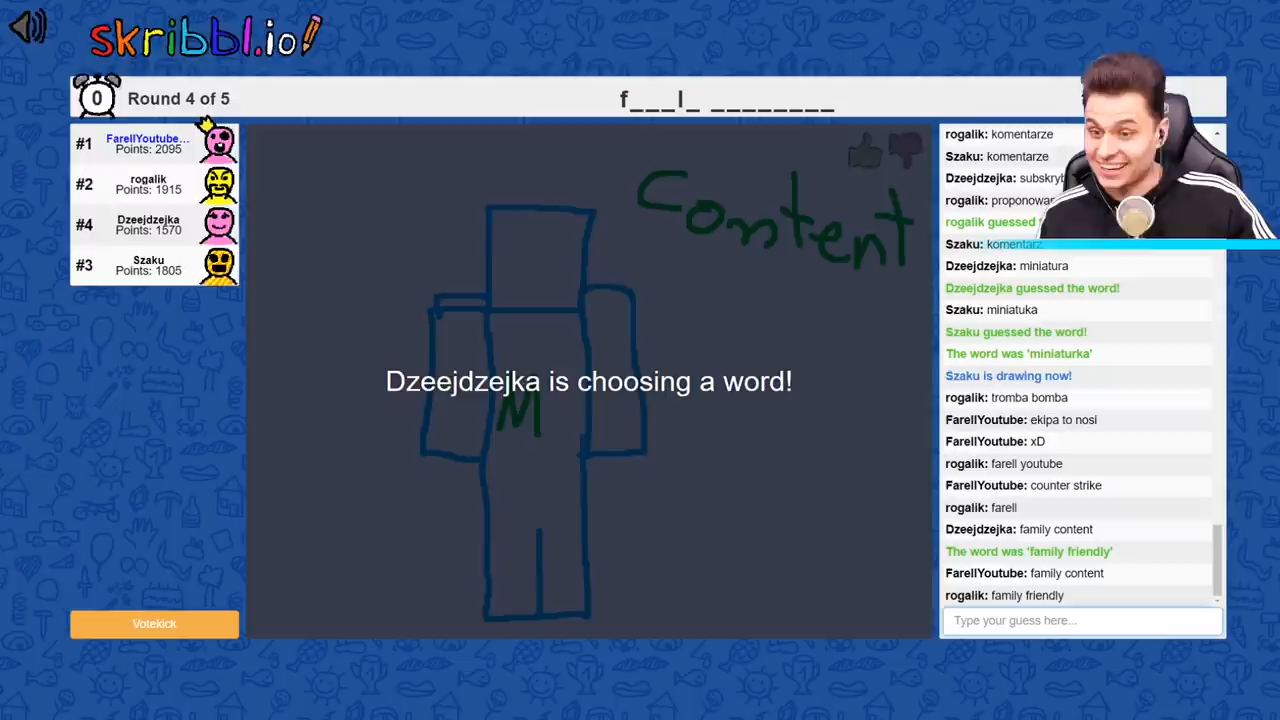 skribbl.io
0
Round 4 of 5
f___l_ ________
#1
FarellYoutube...
Points: 2095
#2
rogalik
Points: 1915
#4
Dzeejdzejka
Points: 1570
#3
Szaku
Points: 1805
Votekick
content
M
Dzeejdzejka is choosing a word!
rogalik: komentarze
Szaku: komentarze
Dzeejdzejka:
rogalik:
rogalik guessed
Szaku: komentarz
Dzeejdzejka: miniatura
Dzeejdzejka guessed the word!
Szaku: miniatuka
Szaku guessed the word!
The word was 'miniaturka'
Szaku is drawing now!
rogalik: tromba bomba
FarellYoutube: ekipa to nosi
FarellYoutube: xD
rogalik: farell youtube
FarellYoutube: counter strike
rogalik: farell
Dzeejdzejka: family content
The word was 'family friendly'
FarellYoutube: family content
rogalik: family friendly
Type your guess here...